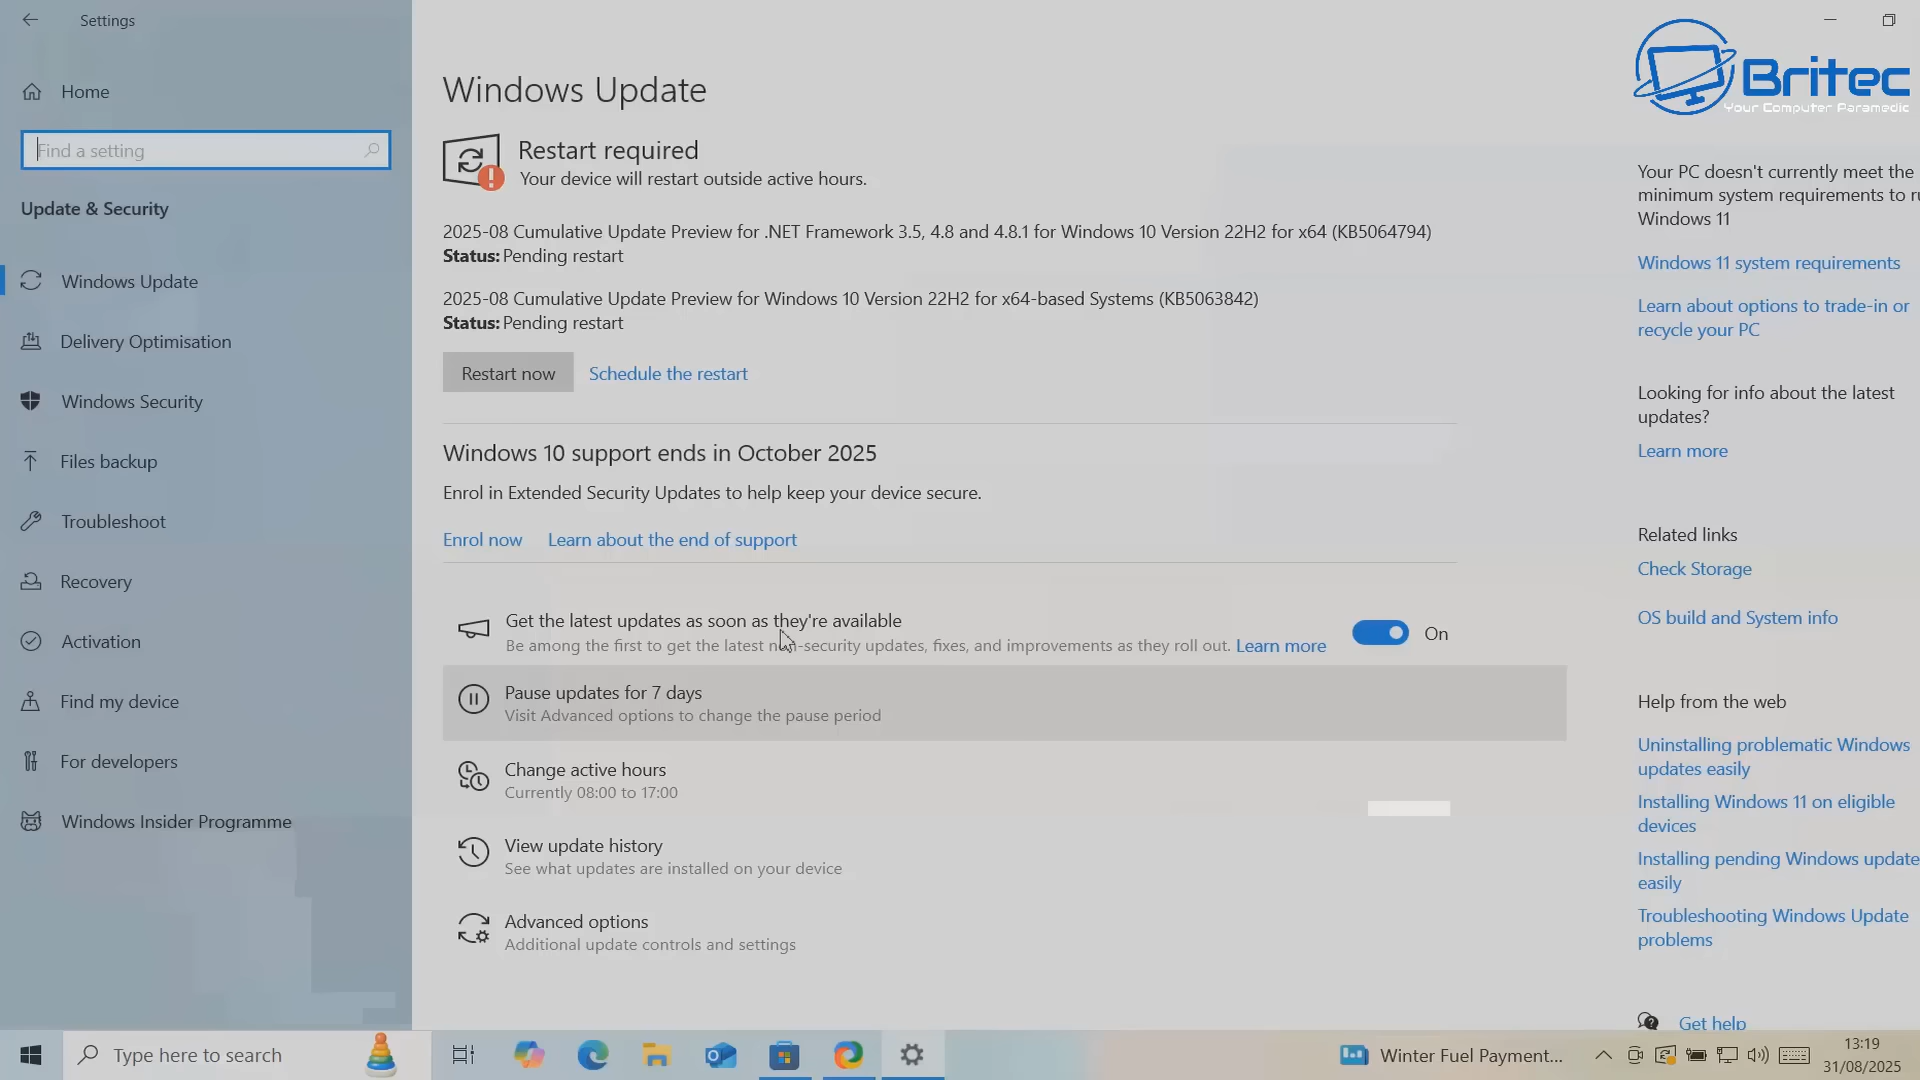 Settings
Home
Find a setting
Update & Security
Windows Update
Delivery Optimisation
Windows Security
Files backup
Troubleshoot
Recovery
Activation
Find my device
For developers
Windows Insider Programme
Windows Update
Restart required
Your device will restart outside active hours.
2025-08 Cumulative Update Preview for .NET Framework 3.5, 4.8 and 4.8.1 for Windows 10 Version 22H2 for x64 (KB5064794)
Status: Pending restart
2025-08 Cumulative Update Preview for Windows 10 Version 22H2 for x64-based Systems (KB5063842)
Status: Pending restart
Restart now Schedule the restart
Windows 10 support ends in October 2025
Enrol in Extended Security Updates to help keep your device secure.
Enrol now Learn about the end of support
Get the latest updates as soon as they're available
Be among the first to get the latest non-security updates, fixes, and improvements as they roll out. Learn more
On
Pause updates for 7 days
Visit Advanced options to change the pause period
Change active hours
Currently 08:00 to 17:00
View update history
See what updates are installed on your device
Advanced options
Additional update controls and settings
Britec
Your Computer Paramedic
Your PC doesn't currently meet the
minimum system requirements to ru
Windows 11
Windows 11 system requirements
Learn about options to trade-in or
recycle your PC
Looking for info about the latest
updates?
Learn more
Related links
Check Storage
OS build and System info
Help from the web
Uninstalling problematic Windows
updates easily
Installing Windows 11 on eligible
devices
Installing pending Windows update
easily
Troubleshooting Windows Update
problems
Get help
Type here to search
Winter Fuel Payment...
13:19
31/08/2025